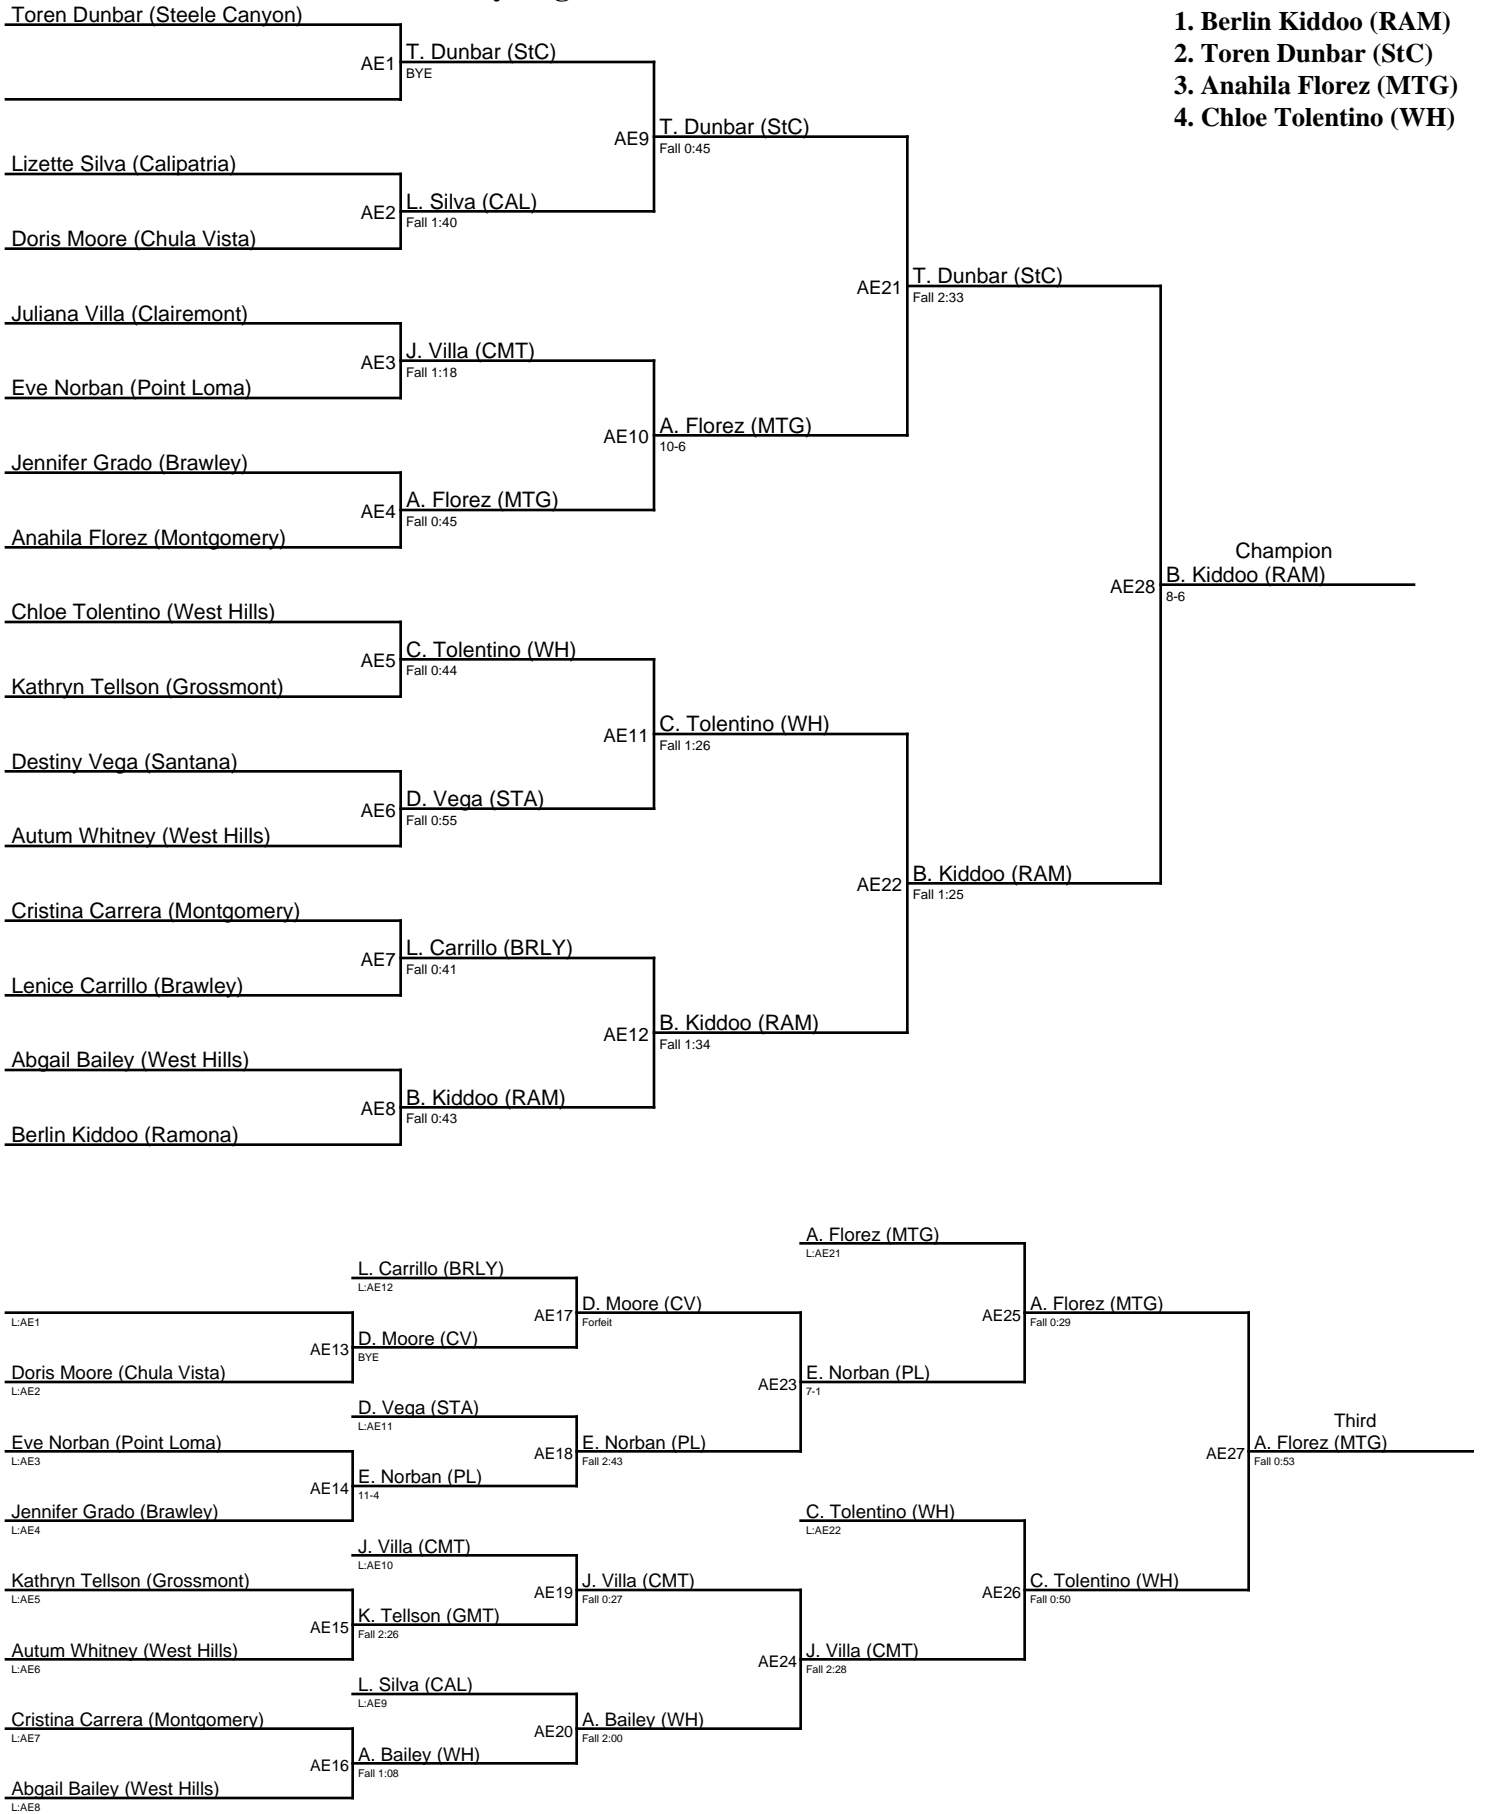 Toren Dunbar (Steele Canyon)
1. Berlin Kiddoo (RAM)
2. Toren Dunbar (StC)
3. Anahila Florez (MTG)
4. Chloe Tolentino (WH)
AE1
T. Dunbar (StC)
BYE
AE9
T. Dunbar (StC)
Fall 0:45
Lizette Silva (Calipatria)
AE2
L. Silva (CAL)
Fall 1:40
Doris Moore (Chula Vista)
AE21
T. Dunbar (StC)
Fall 2:33
Juliana Villa (Clairemont)
AE3
J. Villa (CMT)
Fall 1:18
Eve Norban (Point Loma)
AE10
A. Florez (MTG)
10-6
Jennifer Grado (Brawley)
AE4
A. Florez (MTG)
Fall 0:45
Anahila Florez (Montgomery)
Champion
AE28
B. Kiddoo (RAM)
8-6
Chloe Tolentino (West Hills)
AE5
C. Tolentino (WH)
Fall 0:44
Kathryn Tellson (Grossmont)
AE11
C. Tolentino (WH)
Fall 1:26
Destiny Vega (Santana)
AE6
D. Vega (STA)
Fall 0:55
Autum Whitney (West Hills)
AE22
B. Kiddoo (RAM)
Fall 1:25
Cristina Carrera (Montgomery)
AE7
L. Carrillo (BRLY)
Fall 0:41
Lenice Carrillo (Brawley)
AE12
B. Kiddoo (RAM)
Fall 1:34
Abgail Bailey (West Hills)
AE8
B. Kiddoo (RAM)
Fall 0:43
Berlin Kiddoo (Ramona)
A. Florez (MTG)
L:AE21
L. Carrillo (BRLY)
L:AE12
AE17
D. Moore (CV)
Forfeit
AE25
A. Florez (MTG)
Fall 0:29
L:AE1
AE13
D. Moore (CV)
BYE
Doris Moore (Chula Vista)
L:AE2
AE23
E. Norban (PL)
7-1
D. Vega (STA)
L:AE11
Third
Eve Norban (Point Loma)
L:AE3
AE18
E. Norban (PL)
Fall 2:43
AE27
A. Florez (MTG)
Fall 0:53
AE14
E. Norban (PL)
11-4
Jennifer Grado (Brawley)
L:AE4
C. Tolentino (WH)
L:AE22
J. Villa (CMT)
L:AE10
Kathryn Tellson (Grossmont)
L:AE5
AE19
J. Villa (CMT)
Fall 0:27
AE26
C. Tolentino (WH)
Fall 0:50
AE15
K. Tellson (GMT)
Fall 2:26
Autum Whitney (West Hills)
L:AE6
AE24
J. Villa (CMT)
Fall 2:28
L. Silva (CAL)
L:AE9
Cristina Carrera (Montgomery)
L:AE7
AE20
A. Bailey (WH)
Fall 2:00
AE16
A. Bailey (WH)
Fall 1:08
Abgail Bailey (West Hills)
L:AE8